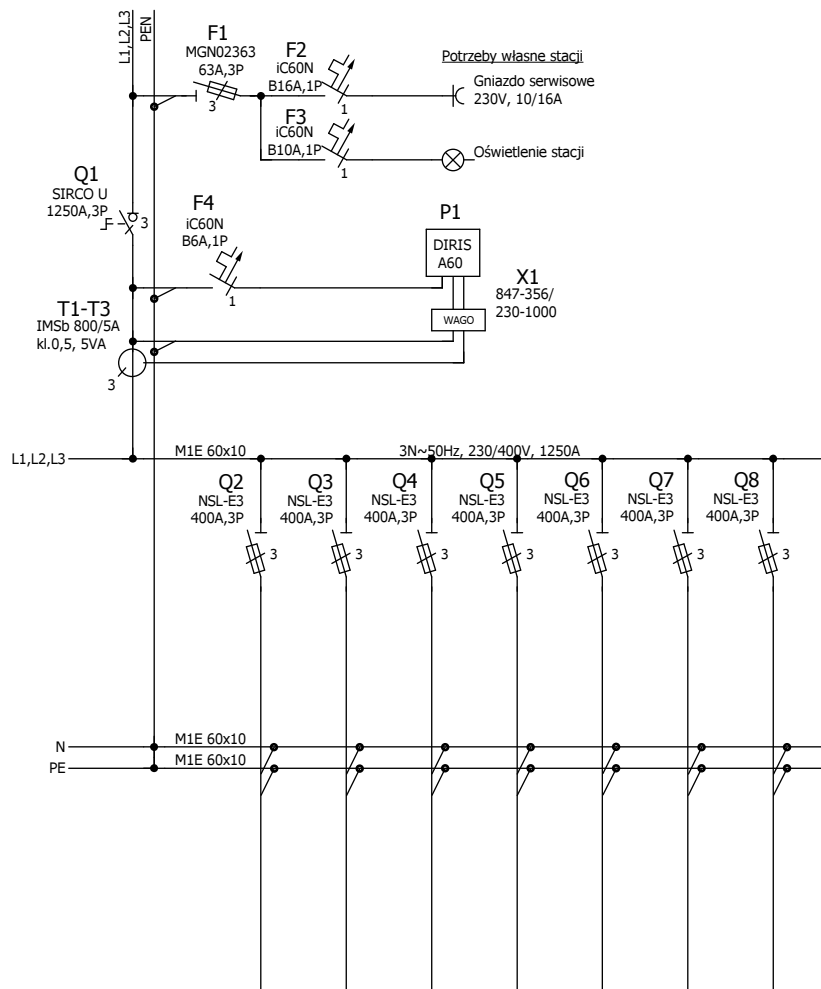 L1,L2,L3
PEN
F1
MGN02363
63A,3P
3
F2
iC60N
B16A,1P
1
Potrzeby własne stacji
Gniazdo serwisowe
230V, 10/16A
F3
iC60N
B10A,1P
1
Oświetlenie stacji
Q1
SIRCO U
1250A,3P
3
F4
iC60N
B6A,1P
1
P1
DIRIS
A60
X1
847-356/
230-1000
WAGO
T1-T3
IMSb 800/5A
kl.0,5, 5VA
3
L1,L2,L3
M1E 60x10
3N~50Hz, 230/400V, 1250A
Q2
NSL-E3
400A,3P
3
Q3
NSL-E3
400A,3P
3
Q4
NSL-E3
400A,3P
3
Q5
NSL-E3
400A,3P
3
Q6
NSL-E3
400A,3P
3
Q7
NSL-E3
400A,3P
3
Q8
NSL-E3
400A,3P
3
N
M1E 60x10
PE
M1E 60x10